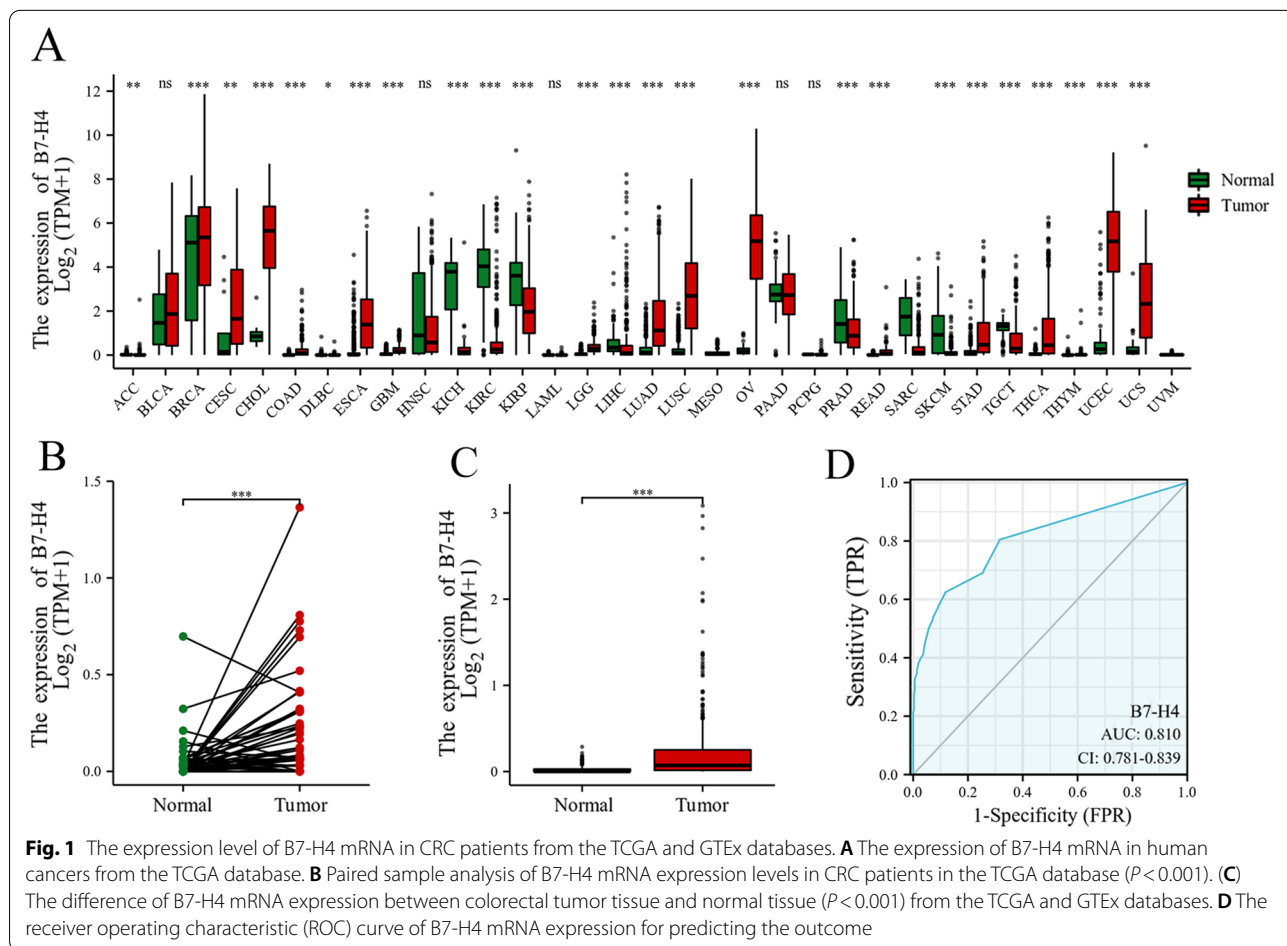 A
The expression of B7-H4
Log2 (TPM+1)
12
10
8
6
4
2
0
** ns *** ** *** *** * *** *** ns *** *** *** ns *** *** *** *** *** ns ns *** *** *** *** *** *** *** *** ***
Normal
Tumor
ACC BLCA BRCA CESC CHOL COAD DLBC ESCA GBM HNSC KICH KIRC KIRP LAML LGG LIHC LUAD LUSC MESO OV PAAD PCPG PRAD READ SARC SKCM STAD TGCT THCA THYM UCEC UCS UVM
B
The expression of B7-H4
Log2 (TPM+1)
1.5
1.0
0.5
0.0
***
Normal Tumor
C
The expression of B7-H4
Log2 (TPM+1)
3
2
1
0
***
Normal Tumor
D
Sensitivity (TPR)
1.0
0.8
0.6
0.4
0.2
0.0
B7-H4
AUC: 0.810
CI: 0.781-0.839
0.0 0.2 0.4 0.6 0.8 1.0
1-Specificity (FPR)
Fig. 1 The expression level of B7-H4 mRNA in CRC patients from the TCGA and GTEx databases. A The expression of B7-H4 mRNA in human
cancers from the TCGA database. B Paired sample analysis of B7-H4 mRNA expression levels in CRC patients in the TCGA database (P < 0.001). (C)
The difference of B7-H4 mRNA expression between colorectal tumor tissue and normal tissue (P < 0.001) from the TCGA and GTEx databases. D The
receiver operating characteristic (ROC) curve of B7-H4 mRNA expression for predicting the outcome